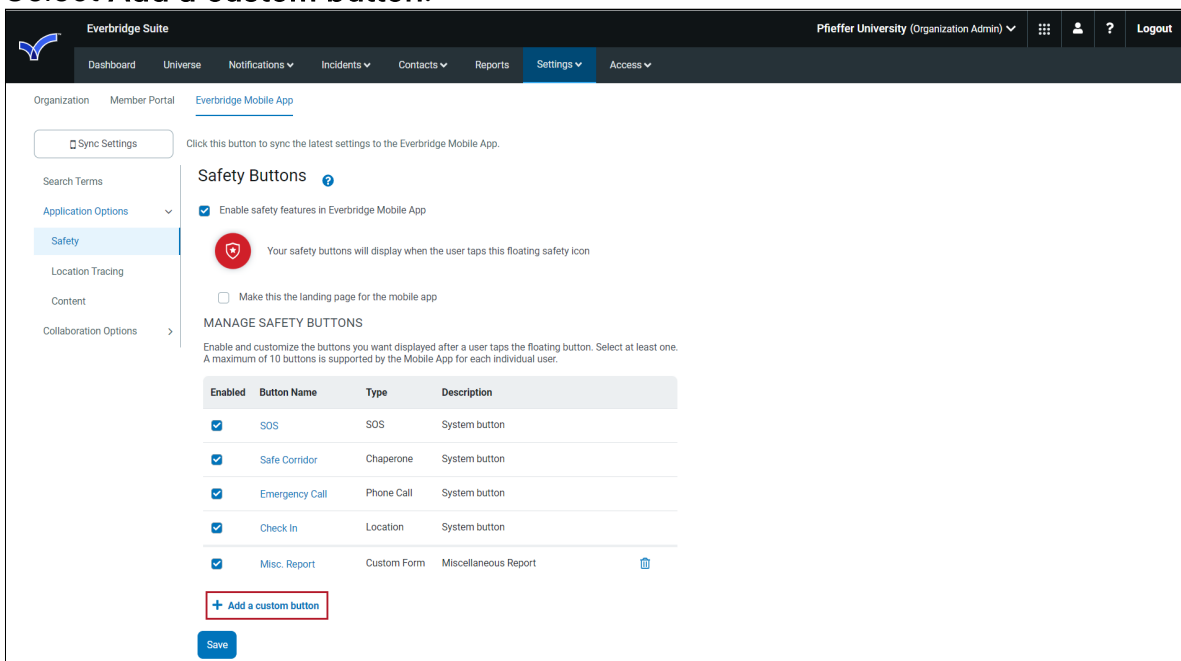 Select Add a custom button.
Everbridge Suite
Pfieffer University (Organization Admin)
?
Logout
Dashboard Universe Notifications Incidents Contacts Reports Settings Access
Organization Member Portal Everbridge Mobile App
Sync Settings
Click this button to sync the latest settings to the Everbridge Mobile App.
Search Terms
Application Options
Safety
Location Tracing
Content
Collaboration Options
Safety Buttons ?
Enable safety features in Everbridge Mobile App
Your safety buttons will display when the user taps this floating safety icon
Make this the landing page for the mobile app
MANAGE SAFETY BUTTONS
Enable and customize the buttons you want displayed after a user taps the floating button. Select at least one.
A maximum of 10 buttons is supported by the Mobile App for each individual user.
Enabled Button Name Type Description
SOS SOS System button
Safe Corridor Chaperone System button
Emergency Call Phone Call System button
Check In Location System button
Misc. Report Custom Form Miscellaneous Report
+ Add a custom button
Save